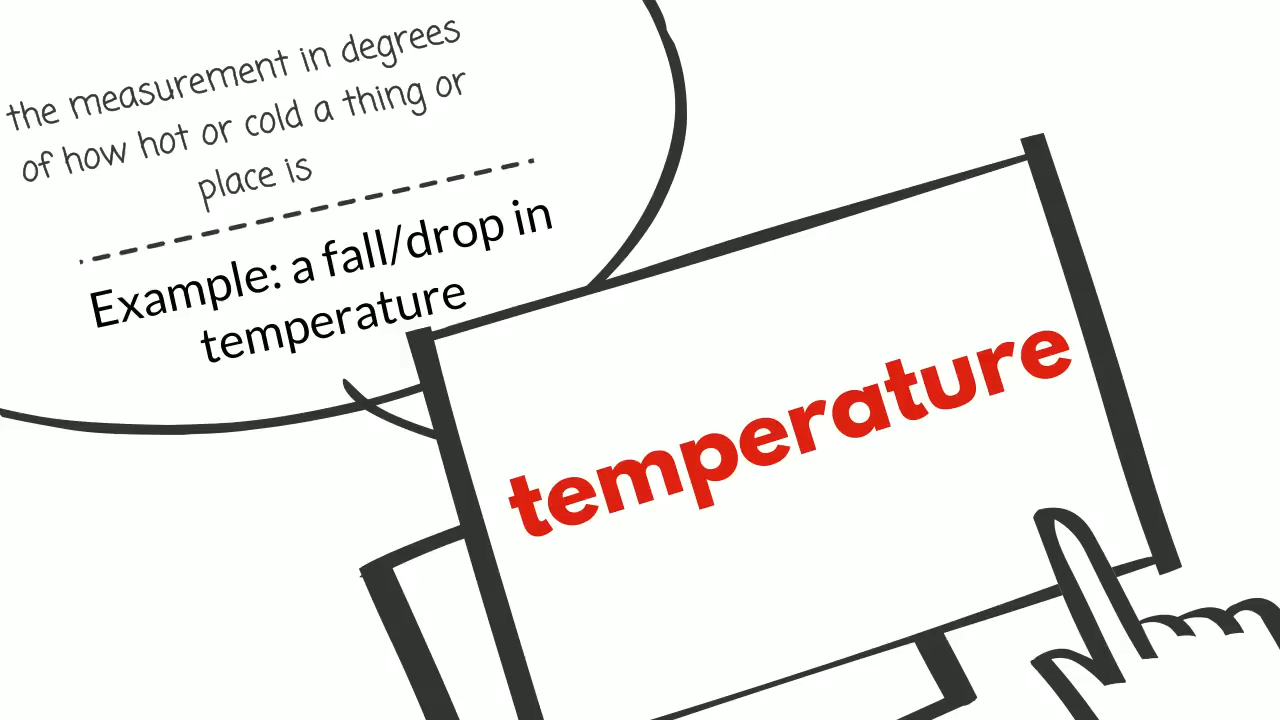 the measurement in degrees
of how hot or cold a thing or
place is
Example: a fall/drop in
temperature
temperature